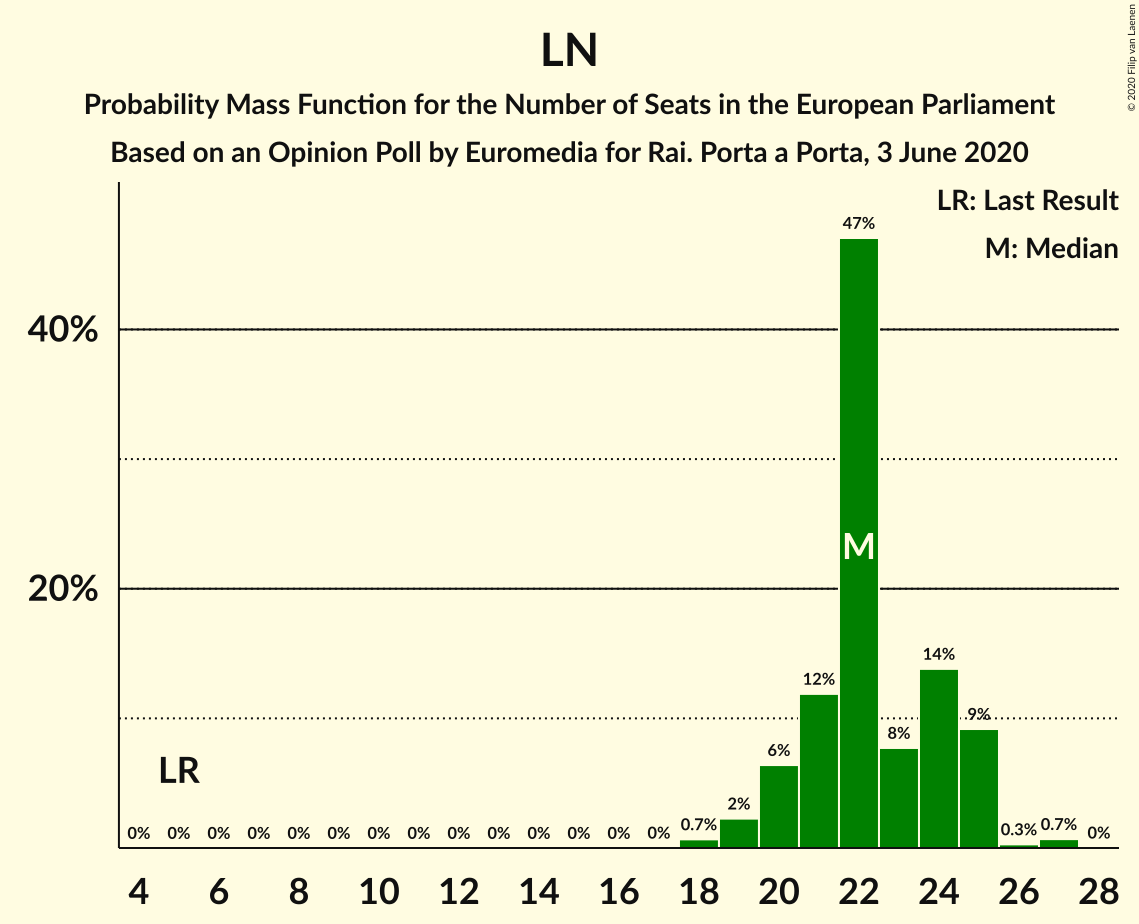 © 2020 Filip van Laenen
LN
Probability Mass Function for the Number of Seats in the European Parliament
Based on an Opinion Poll by Euromedia for Rai. Porta a Porta, 3 June 2020
LR: Last Result
M: Median
47%
40%
M
20%
14%
12%
9%
8%
6%
LR
2%
0% 0% 0% 0% 0% 0% 0% 0% 0% 0% 0% 0% 0% 0% 0.7% 0.3% 0.7% 0%
4 6 8 10 12 14 16 18 20 22 24 26 28